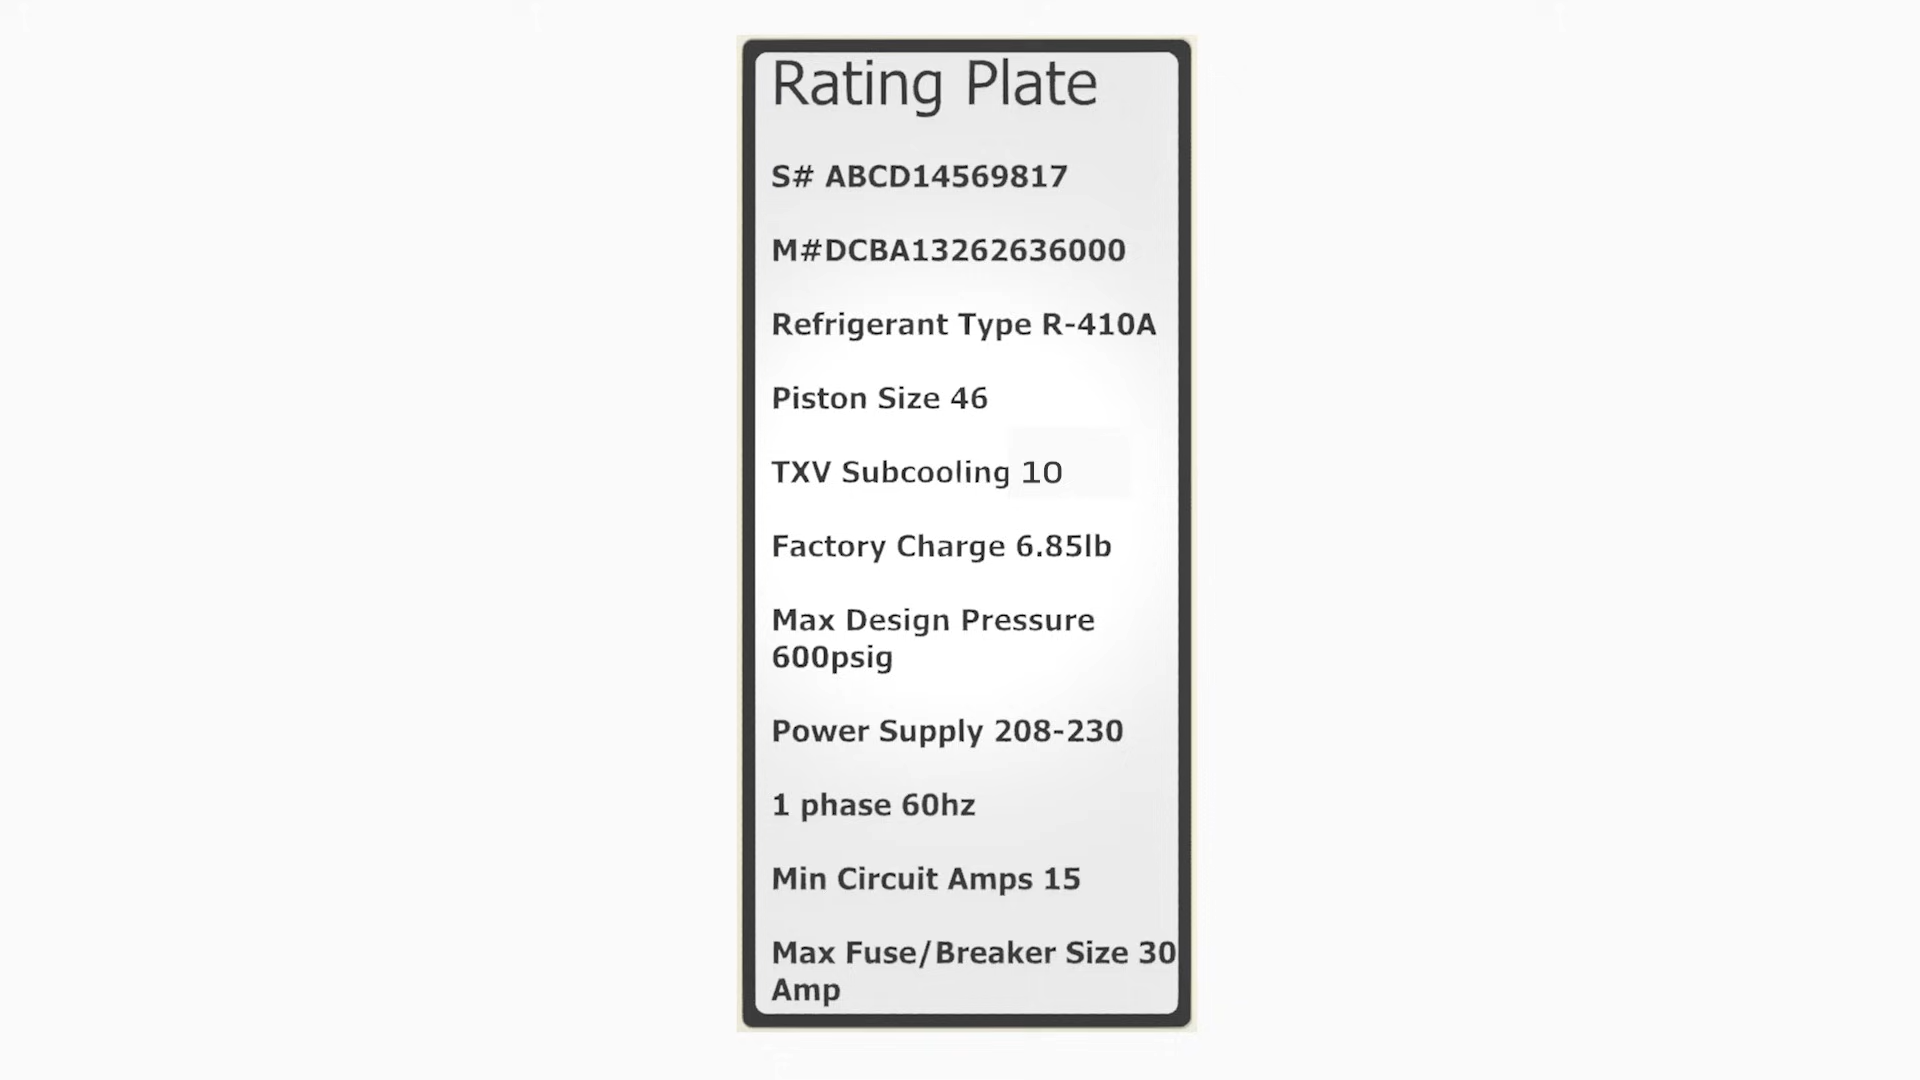 Rating Plate
S# ABCD14569817
M#DCBA13262636000
Refrigerant Type R-410A
Piston Size 46
TXV Subcooling 10
Factory Charge 6.85lb
Max Design Pressure
600psig
Power Supply 208-230
1 phase 60hz
Min Circuit Amps 15
Max Fuse/Breaker Size 30
Amp